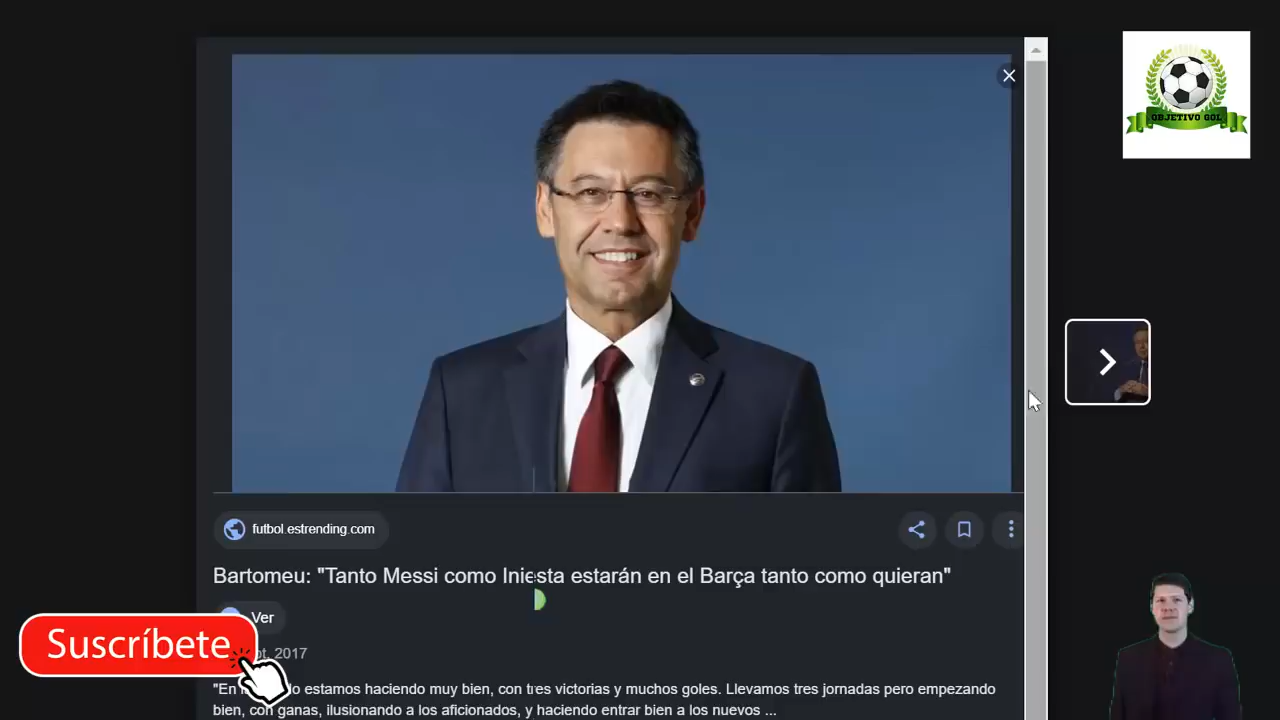 OBJETIVO GOL
futbol.estrending.com
Bartomeu: "Tanto Messi como Iniesta estarán en el Barça tanto como quieran"
Ver
Suscríbete
2017
"En estamos haciendo muy bien, con tres victorias y muchos goles. Llevamos tres jornadas pero empezando
bien, con ganas, ilusionando a los aficionados, y haciendo entrar bien a los nuevos ...